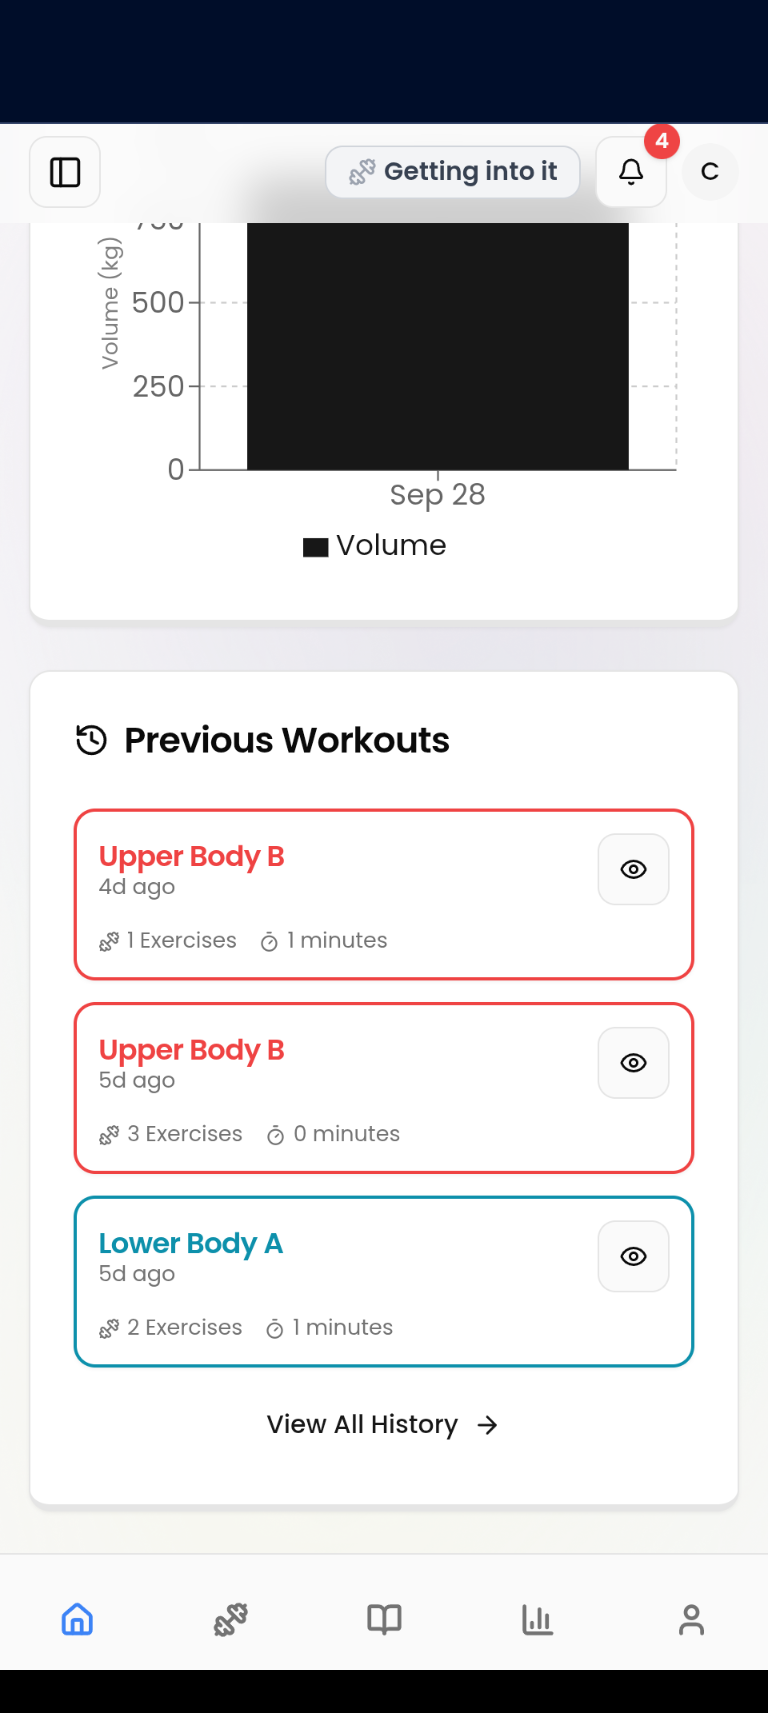 Getting into it
4
C
750
Volume (kg)
500
250
0
Sep 28
Volume
Previous Workouts
Upper Body B
4d ago
1 Exercises 1 minutes
Upper Body B
5d ago
3 Exercises 0 minutes
Lower Body A
5d ago
2 Exercises 1 minutes
View All History